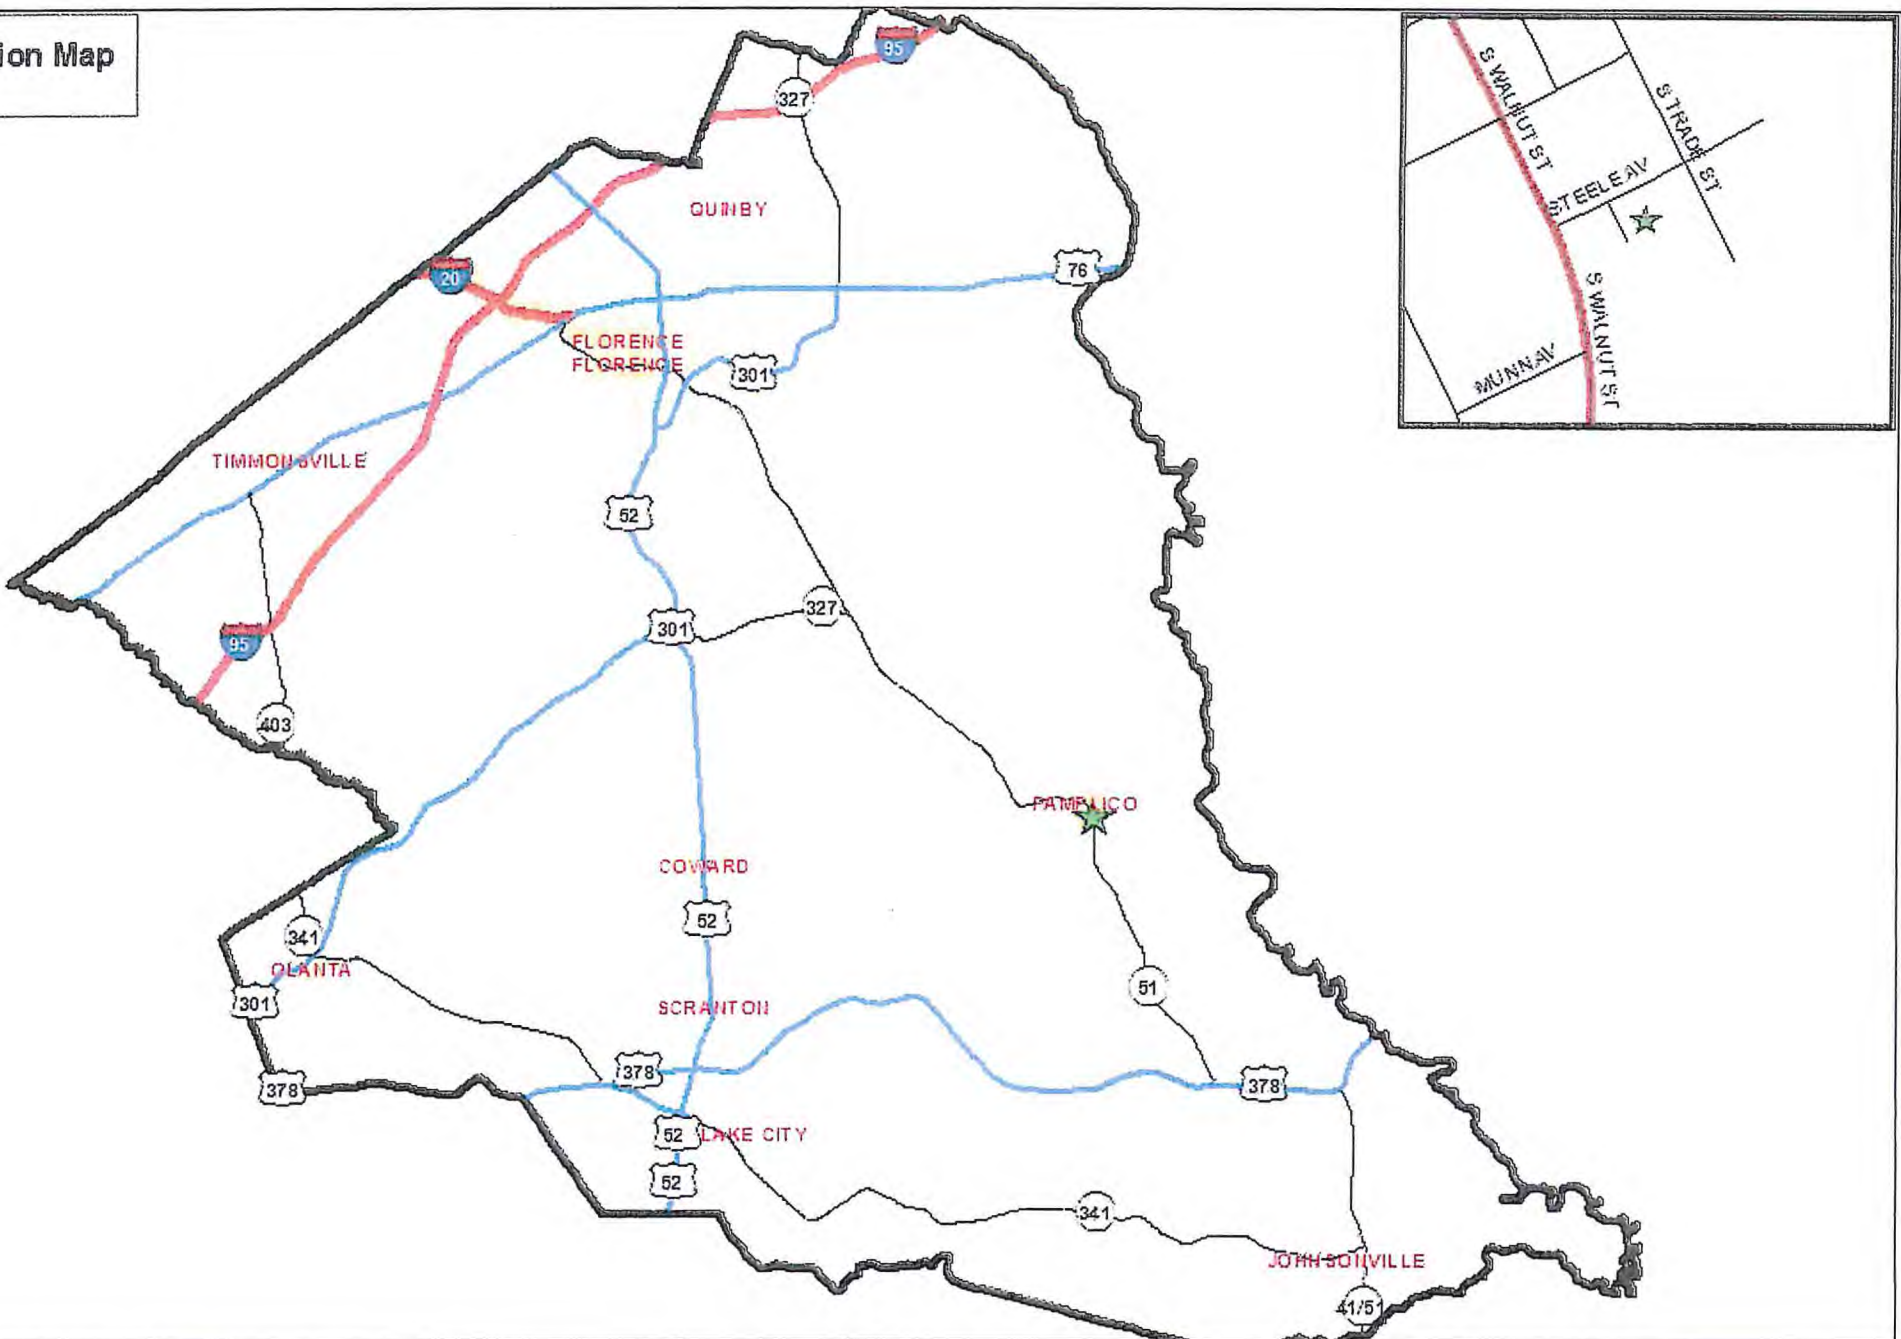 ion Map
95
327
QUINBY
20
76
FLORENCE
FLORENCE
301
TIMMONSVILLE
52
327
301
95
403
PAMPLICO
COWARD
52
341
OLANTA
51
301
SCRANTON
378
378
378
52
LAKE CITY
52
341
JOHNSONVILLE
41/51
S WALNUT ST
S TRADE ST
STEELE AV
S WALNUT ST
MUNN AV